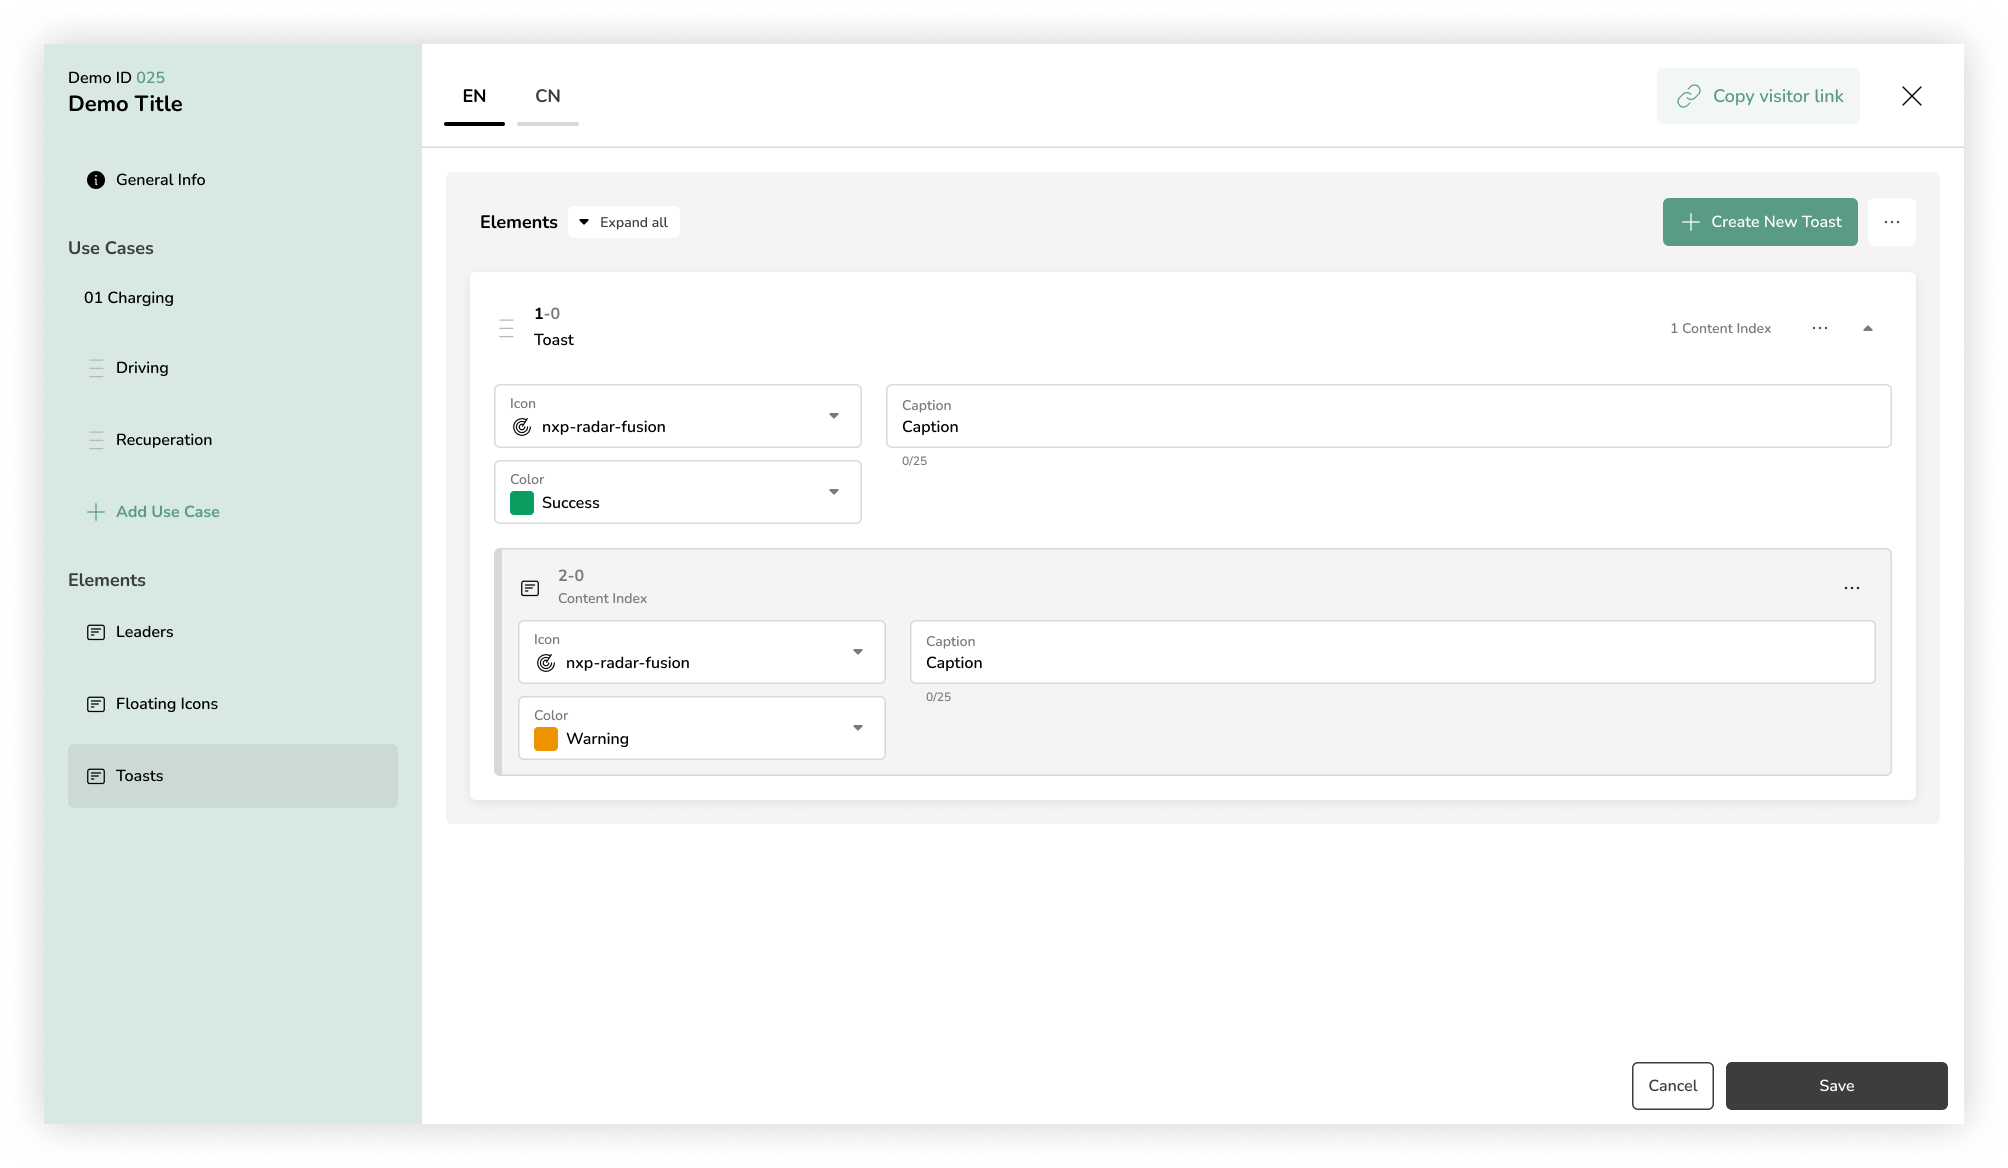 Demo ID 025
Demo Title
General Info
Use Cases
01 Charging
Driving
Recuperation
Add Use Case
Elements
Leaders
Floating Icons
Toasts
EN
CN
Copy visitor link
Elements
Expand all
Create New Toast
1-0
Toast
1 Content Index
Icon
nxp-radar-fusion
Caption
Caption
0/25
Color
Success
2-0
Content Index
Icon
nxp-radar-fusion
Caption
Caption
0/25
Color
Warning
Cancel
Save